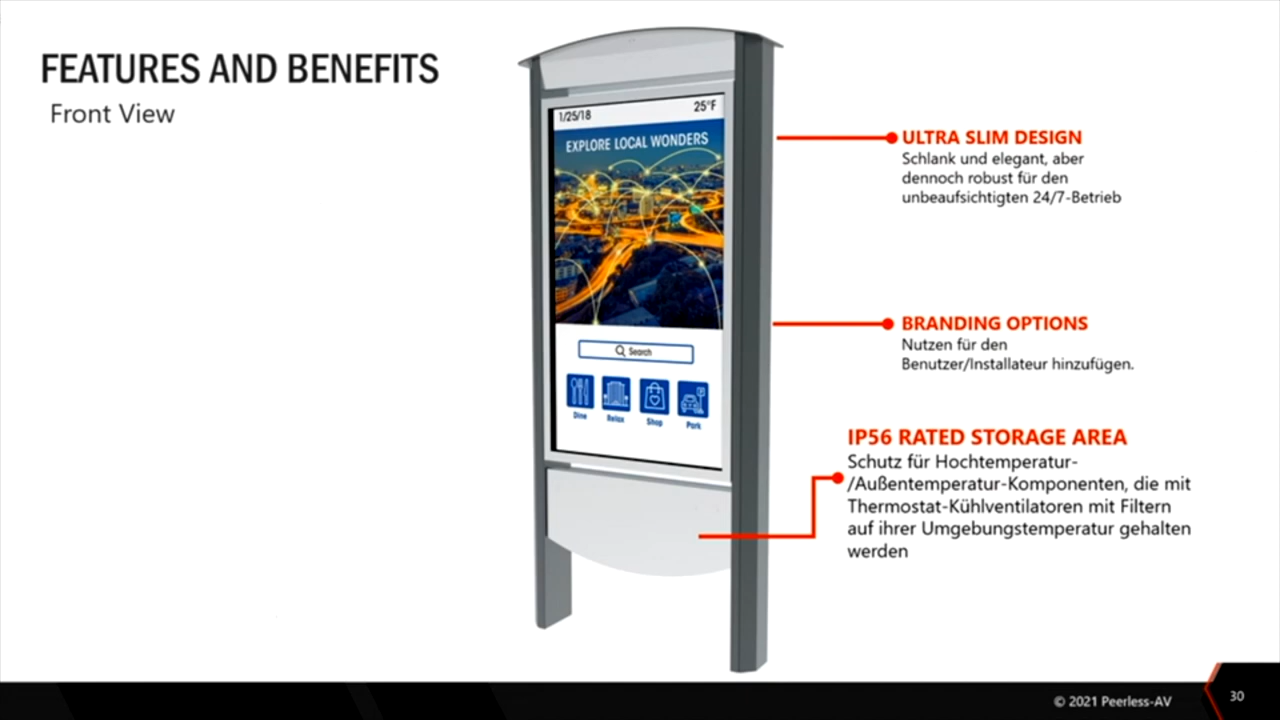 FEATURES AND BENEFITS
Front View
1/25/18
25°F
EXPLORE LOCAL WONDERS
Search
Dine
Relax
Shop
Park
ULTRA SLIM DESIGN
Schlank und elegant, aber
dennoch robust für den
unbeaufsichtigten 24/7-Betrieb
BRANDING OPTIONS
Nutzen für den
Benutzer/Installateur hinzufügen.
IP56 RATED STORAGE AREA
Schutz für Hochtemperatur-
/Außentemperatur-Komponenten, die mit
Thermostat-Kühlventilatoren mit Filtern
auf ihrer Umgebungstemperatur gehalten
werden
© 2021 Peerless-AV
30